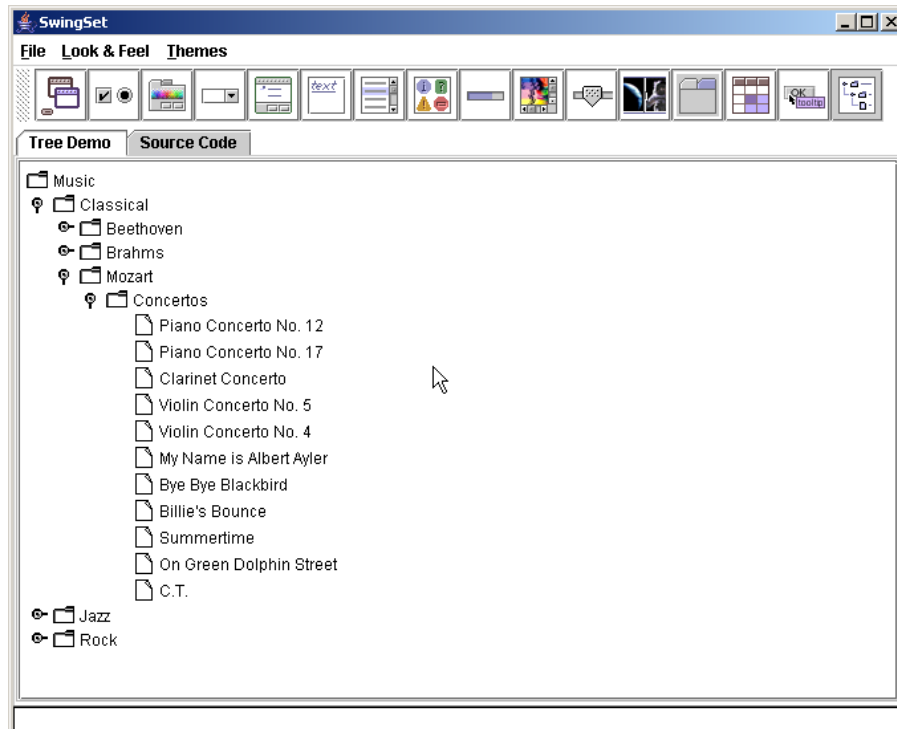 SwingSet
File Look & Feel Themes
text OK tooltip
Tree Demo Source Code
Music
Classical
Beethoven
Brahms
Mozart
Concertos
Piano Concerto No. 12
Piano Concerto No. 17
Clarinet Concerto
Violin Concerto No. 5
Violin Concerto No. 4
My Name is Albert Ayler
Bye Bye Blackbird
Billie's Bounce
Summertime
On Green Dolphin Street
C.T.
Jazz
Rock